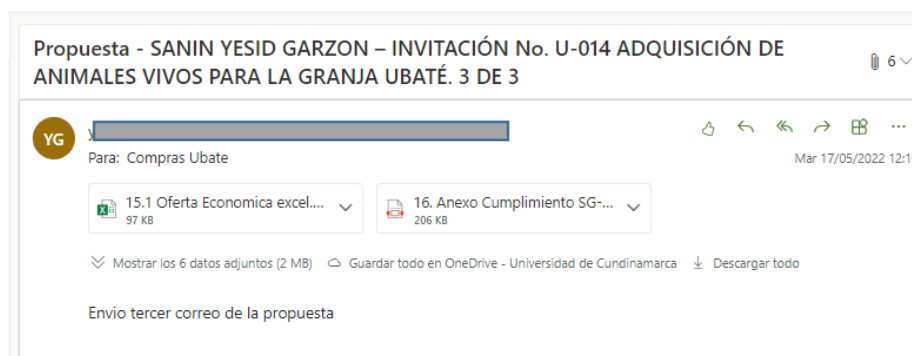 Propuesta - SANIN YESID GARZON – INVITACIÓN No. U-014 ADQUISICIÓN DE
ANIMALES VIVOS PARA LA GRANJA UBATÉ. 3 DE 3
6
YG
Para: Compras Ubate
Mar 17/05/2022 12:1
15.1 Oferta Economica excel....
97 KB
16. Anexo Cumplimiento SG-...
206 KB
Mostrar los 6 datos adjuntos (2 MB) Guardar todo en OneDrive - Universidad de Cundinamarca Descargar todo
Envio tercer correo de la propuesta